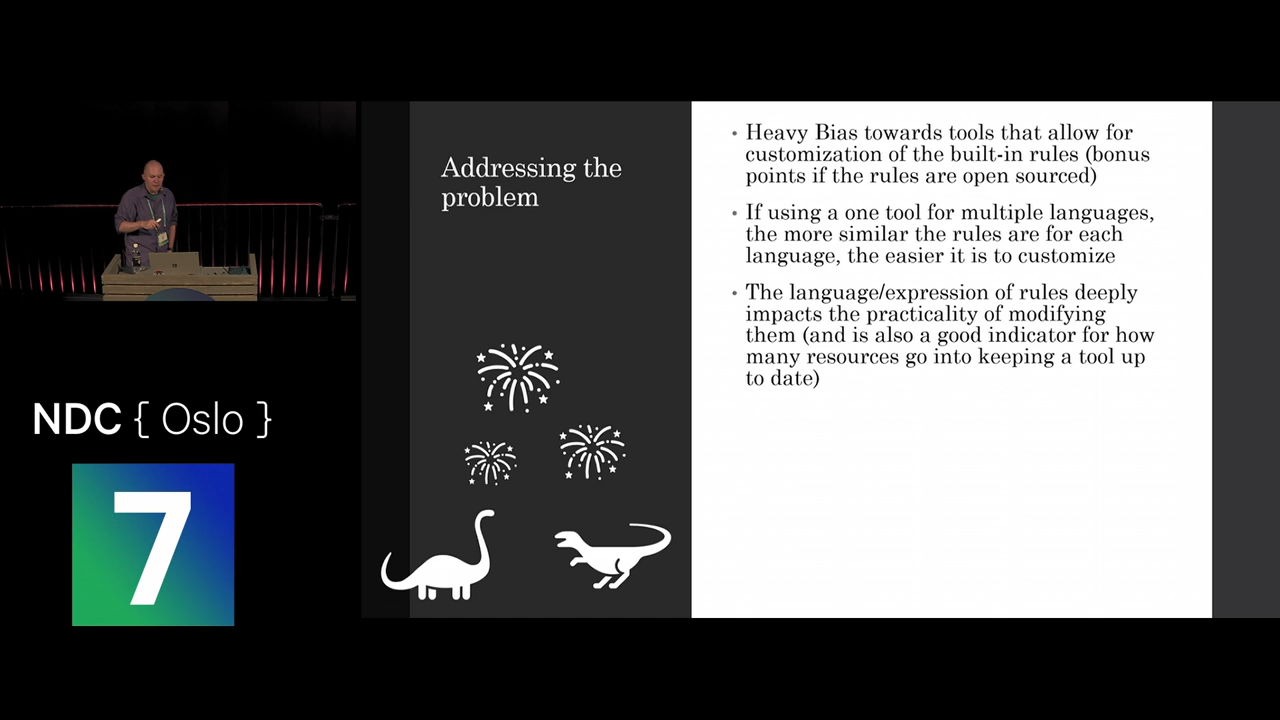 Addressing the
problem
• Heavy Bias towards tools that allow for
customization of the built-in rules (bonus
points if the rules are open sourced)
• If using a one tool for multiple languages,
the more similar the rules are for each
language, the easier it is to customize
• The language/expression of rules deeply
impacts the practicality of modifying
them (and is also a good indicator for how
many resources go into keeping a tool up
to date)
NDC { Oslo }
7